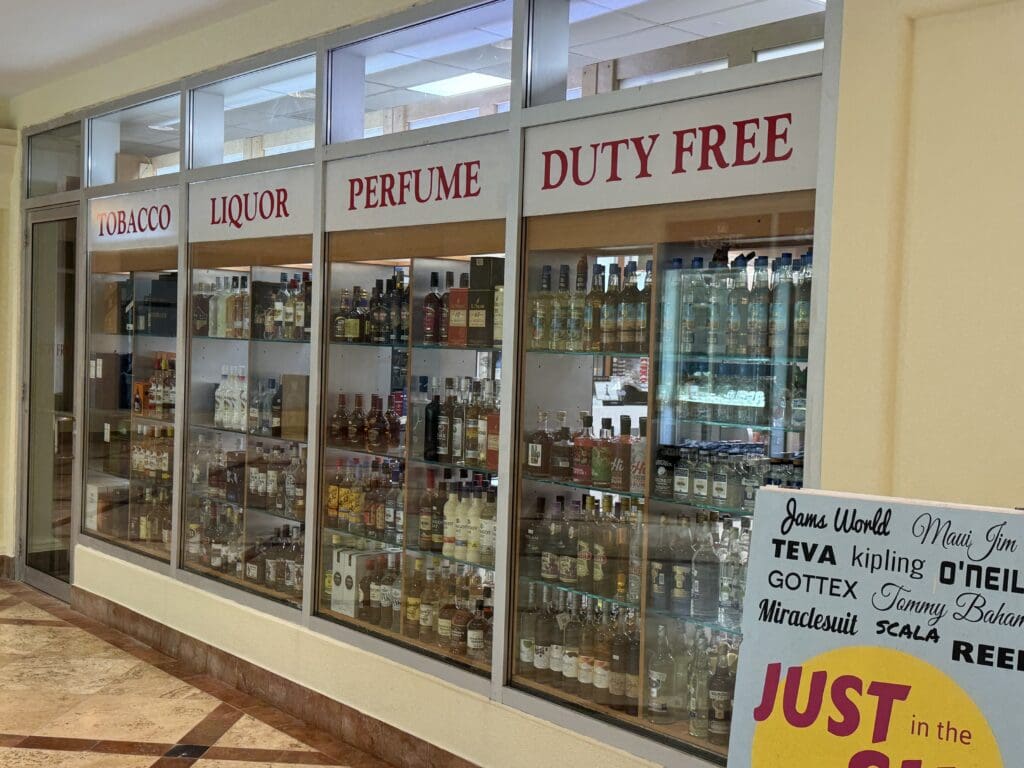 TOBACCO
LIQUOR
PERFUME
DUTY FREE
Jams World
Maui Jim
TEVA kipling O'NEIL
GOTTEX Tommy Baham
Miraclesuit SCALA REE
JUST in the